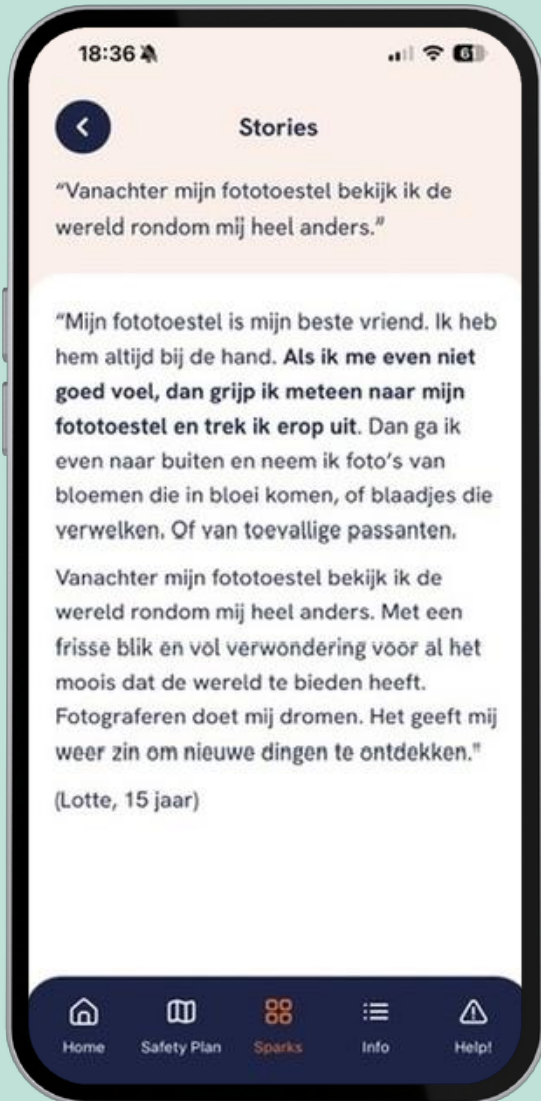 18:36
Stories
“Vanachter mijn fototoestel bekijk ik de
wereld rondom mij heel anders.”
“Mijn fototoestel is mijn beste vriend. Ik heb
hem altijd bij de hand. Als ik me even niet
goed voel, dan grijp ik meteen naar mijn
fototoestel en trek ik erop uit. Dan ga ik
even naar buiten en neem ik foto’s van
bloemen die in bloei komen, of blaadjes die
verwelken. Of van toevallige passanten.
Vanachter mijn fototoestel bekijk ik de
wereld rondom mij heel anders. Met een
frisse blik en vol verwondering voor al het
moois dat de wereld te bieden heeft.
Fotograferen doet mij dromen. Het geeft mij
weer zin om nieuwe dingen te ontdekken."
(Lotte, 15 jaar)
Home Safety Plan Sparks Info Help!